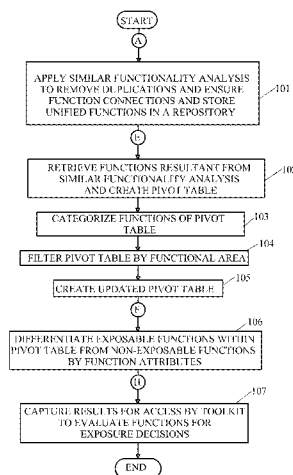 START
A
APPLY SIMILAR FUNCTIONALITY ANALYSIS
TO REMOVE DUPLICATIONS AND ENSURE
FUNCTION CONNECTIONS AND STORE
UNIFIED FUNCTIONS IN A REPOSITORY
101
E
RETRIEVE FUNCTIONS RESULTANT FROM
SIMILAR FUNCTIONALITY ANALYSIS
AND CREATE PIVOT TABLE
102
CATEGORIZE FUNCTIONS OF PIVOT
TABLE
103
104
FILTER PIVOT TABLE BY FUNCTIONAL AREA
105
CREATE UPDATED PIVOT TABLE
F
106
DIFFERENTIATE EXPOSABLE FUNCTIONS WITHIN
PIVOT TABLE FROM NON-EXPOSABLE FUNCTIONS
BY FUNCTION ATTRIBUTES
H
107
CAPTURE RESULTS FOR ACCESS BY TOOLKIT
TO EVALUATE FUNCTIONS FOR
EXPOSURE DECISIONS
END